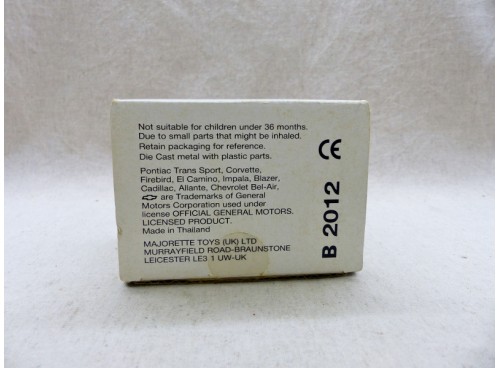 Not suitable for children under 36 months.
Due to small parts that might be inhaled.
Retain packaging for reference.
Die Cast metal with plastic parts.
Pontiac Trans Sport, Corvette,
Firebird, El Camino, Impala, Blazer,
Cadillac, Allante, Chevrolet Bel-Air,
are Trademarks of General
Motors Corporation used under
license OFFICIAL GENERAL MOTORS.
LICENSED PRODUCT.
Made in Thailand
MAJORETTE TOYS (UK) LTD
MURRAYFIELD ROAD-BRAUNSTONE
LEICESTER LE3 1 UW-UK
CE
B 2012